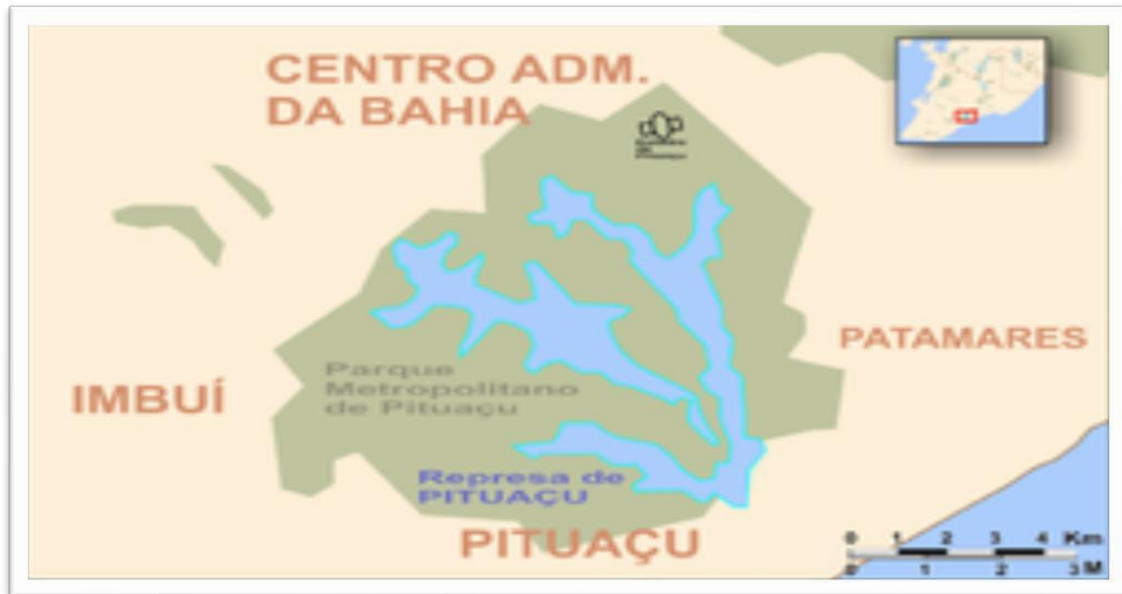 CENTRO ADM.
DA BAHIA
PATAMARES
Parque
Metropolitano
de Pituaçu
IMBUÍ
Represa de
PITUAÇU
PITUAÇU
0 1 2 3 4 Km
0 1 2 3 M